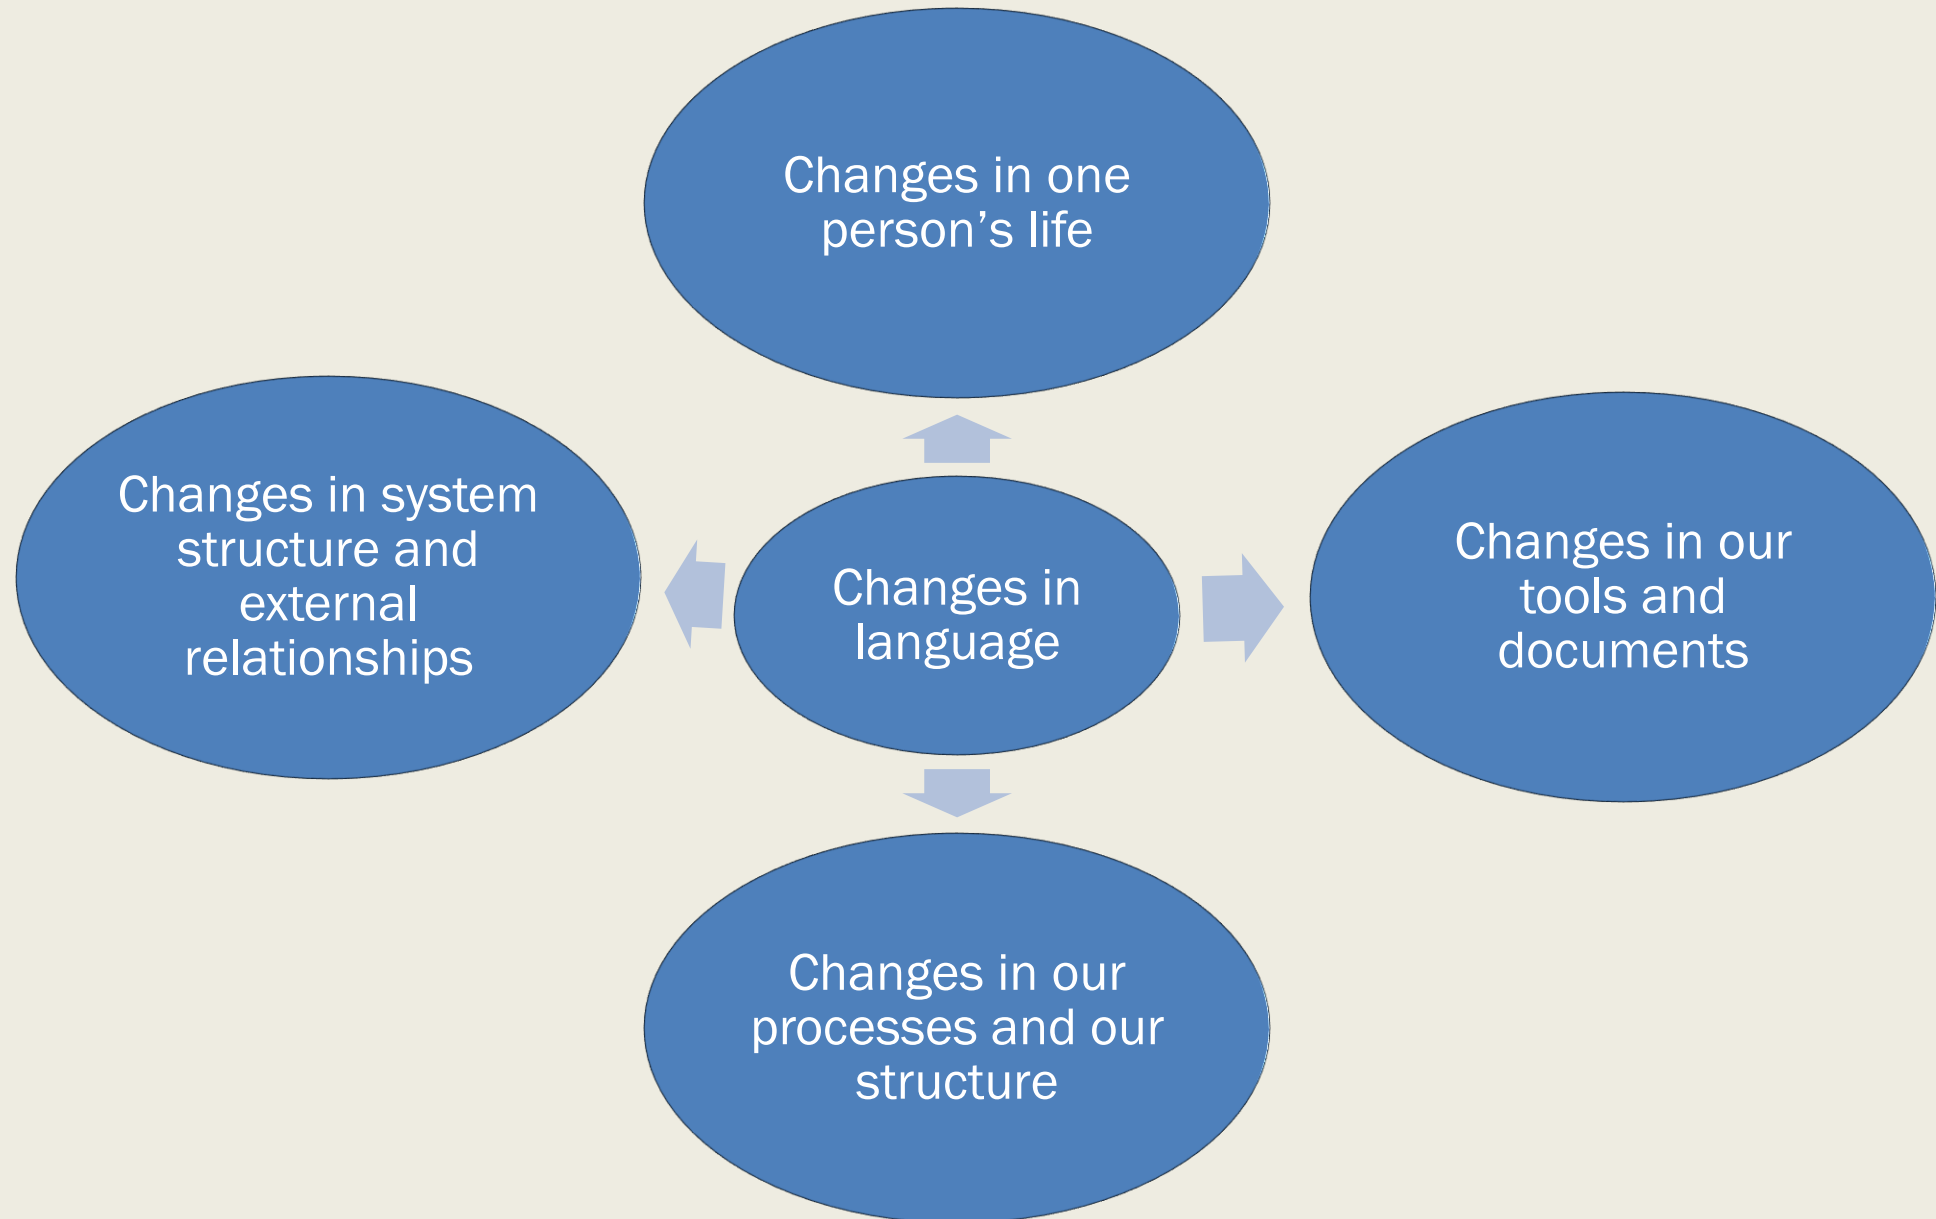 Changes in one
person’s life
Changes in system
structure and
external
relationships
Changes in
language
Changes in our
tools and
documents
Changes in our
processes and our
structure